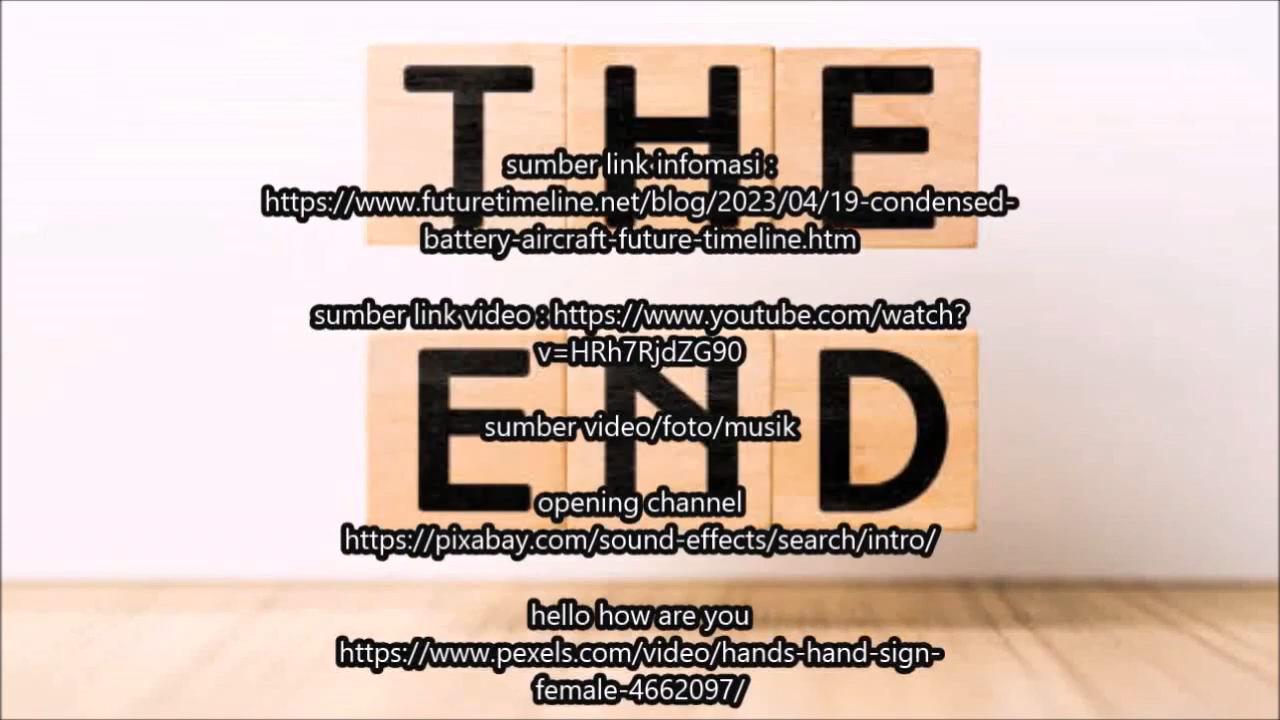 THE
sumber link infomasi :
https://www.futuretimeline.net/blog/2023/04/19-condensed-
battery-aircraft-future-timeline.htm
sumber link video : https://www.youtube.com/watch?
v=HRh7RjdZG90
END
sumber video/foto/musik
opening channel
https://pixabay.com/sound-effects/search/intro/
hello how are you
https://www.pexels.com/video/hands-hand-sign-
female-4662097/